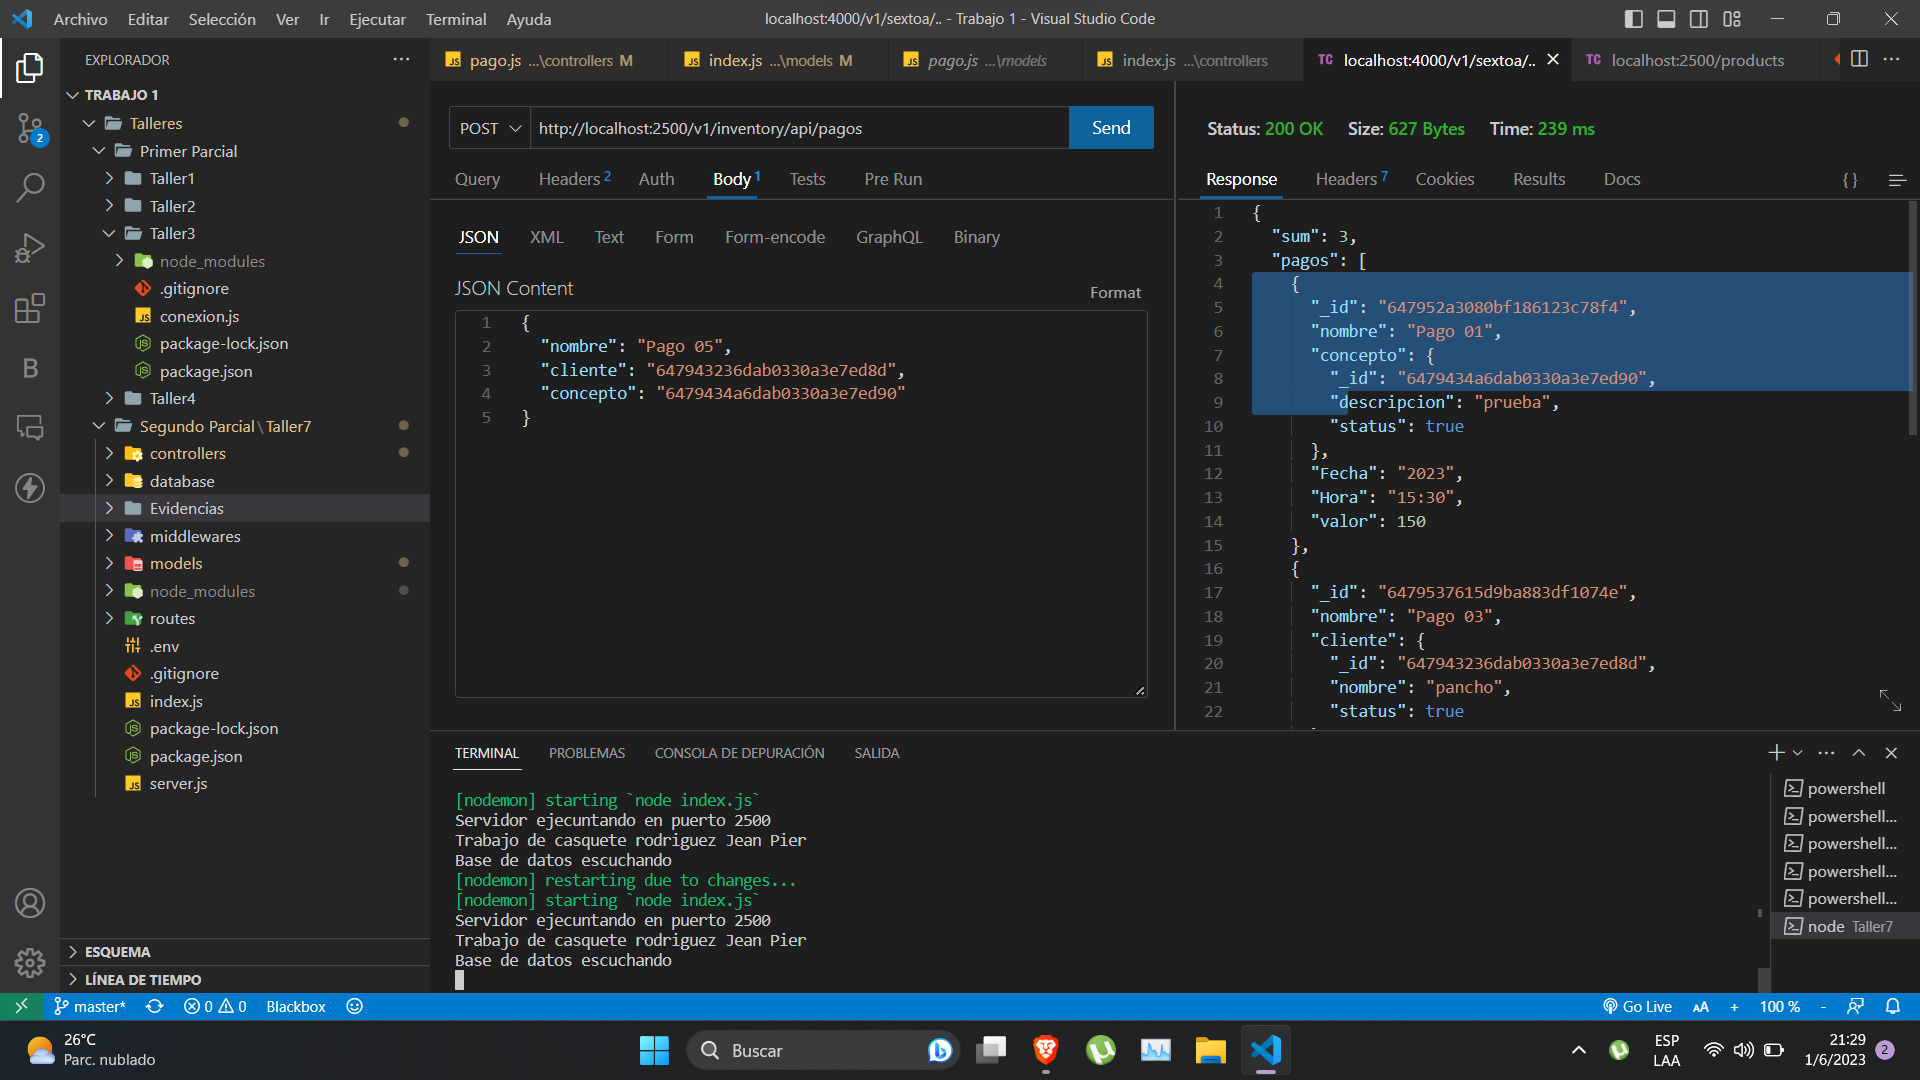 Archivo Editar Selección Ver Ir Ejecutar Terminal Ayuda
localhost:4000/v1/sextoa/.. - Trabajo 1 - Visual Studio Code
EXPLORADOR
TRABAJO 1
Talleres
Primer Parcial
Taller1
Taller2
Taller3
node_modules
.gitignore
conexion.js
package-lock.json
package.json
Taller4
Segundo Parcial\Taller7
controllers
database
Evidencias
middlewares
models
node_modules
routes
.env
.gitignore
index.js
package-lock.json
package.json
server.js
ESQUEMA
LÍNEA DE TIEMPO
2
B
JS pago.js ...\controllers M
JS index.js ...\models M
JS pago.js ...\models
JS index.js ...\controllers
TC localhost:4000/v1/sextoa/..
TC localhost:2500/products
POST http://localhost:2500/v1/inventory/api/pagos Send
Query Headers 2 Auth Body 1 Tests Pre Run
JSON XML Text Form Form-encode GraphQL Binary
JSON Content
Format
1 {
2 "nombre": "Pago 05",
3 "cliente": "647943236dab0330a3e7ed8d",
4 "concepto": "6479434a6dab0330a3e7ed90"
5 }
Status: 200 OK Size: 627 Bytes Time: 239 ms
Response Headers 7 Cookies Results Docs {}
1 {
2 "sum": 3,
3 "pagos": [
4 {
5 "_id": "647952a3080bf186123c78f4",
6 "nombre": "Pago 01",
7 "concepto": {
8 "_id": "6479434a6dab0330a3e7ed90",
9 "descripcion": "prueba",
10 "status": true
11 },
12 "Fecha": "2023",
13 "Hora": "15:30",
14 "valor": 150
15 },
16 {
17 "_id": "6479537615d9ba883df1074e",
18 "nombre": "Pago 03",
19 "cliente": {
20 "_id": "647943236dab0330a3e7ed8d",
21 "nombre": "pancho",
22 "status": true
TERMINAL PROBLEMAS CONSOLA DE DEPURACIÓN SALIDA
[nodemon] starting `node index.js`
Servidor ejecuntando en puerto 2500
Trabajo de casquete rodriguez Jean Pier
Base de datos escuchando
[nodemon] restarting due to changes...
[nodemon] starting `node index.js`
Servidor ejecuntando en puerto 2500
Trabajo de casquete rodriguez Jean Pier
Base de datos escuchando
powershell
powershell...
powershell...
powershell...
powershell...
node Taller7
master* 0 0 Blackbox
Go Live AA + 100 % -
26°C
Parc. nublado
Buscar
ESP
LAA
21:29
1/6/2023
2